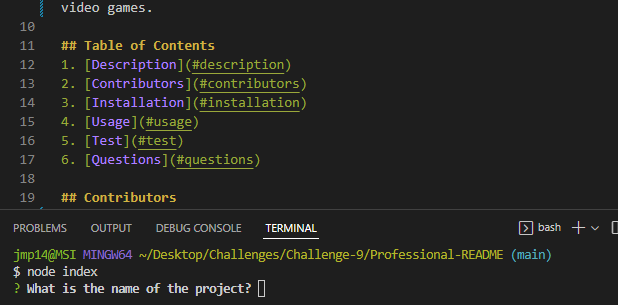 video games.
10
11 ## Table of Contents
12 1. [Description](#description)
13 2. [Contributors](#contributors)
14 3. [Installation](#installation)
15 4. [Usage](#usage)
16 5. [Test](#test)
17 6. [Questions](#questions)
18
19 ## Contributors
PROBLEMS OUTPUT DEBUG CONSOLE TERMINAL bash
jmp14@MSI MINGW64 ~/Desktop/Challenges/Challenge-9/Professional-README (main)
$ node index
? What is the name of the project?